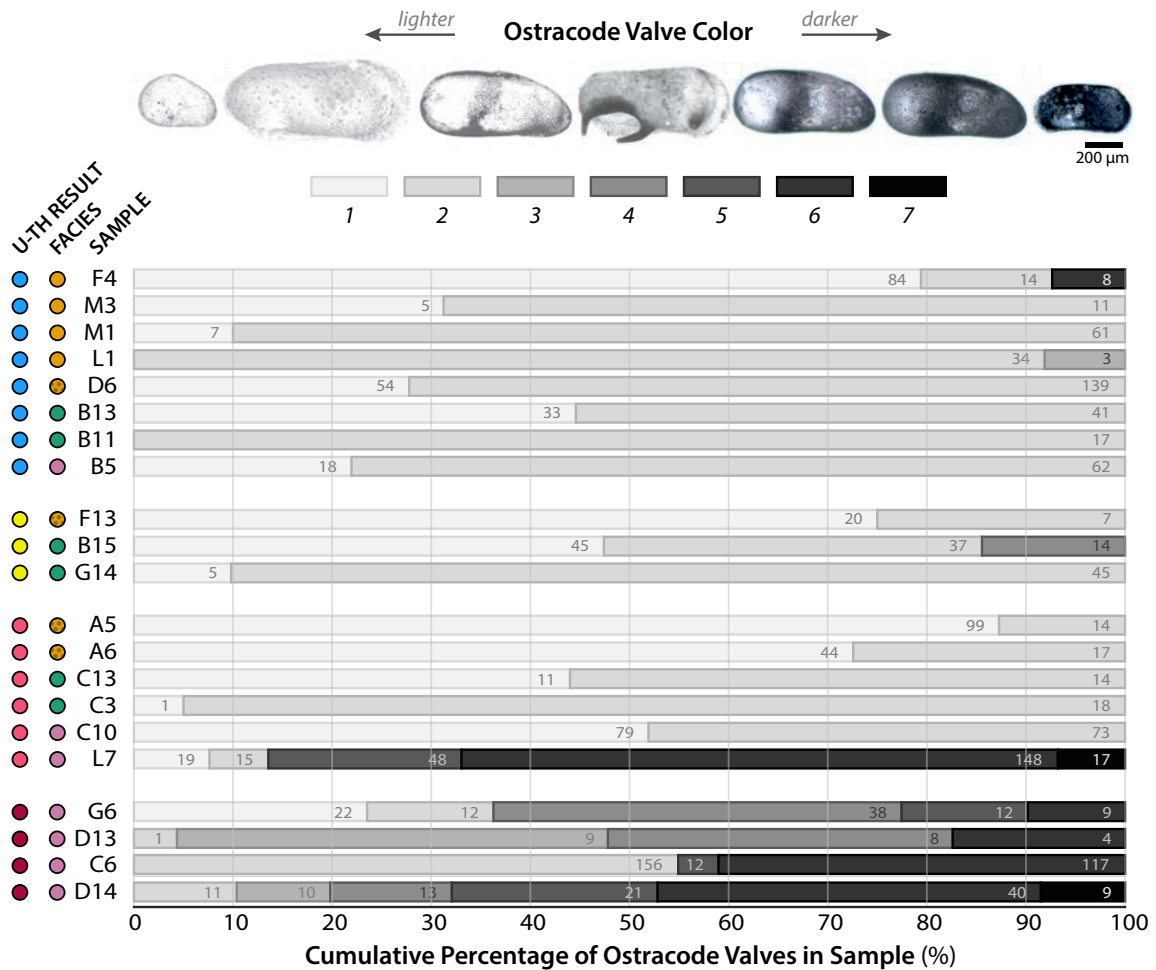 lighter Ostracode Valve Color darker
200 μm
1 2 3 4 5 6 7
U-TH RESULT
FACIES
SAMPLE
F4 84 14 8
M3 5 11
M1 7 61
L1 34 3
D6 54 139
B13 33 41
B11 17
B5 18 62
F13 20 7
B15 45 37 14
G14 5 45
A5 99 14
A6 44 17
C13 11 14
C3 1 18
C10 79 73
L7 19 15 48 148 17
G6 22 12 38 12 9
D13 1 9 8 4
C6 156 12 117
D14 11 10 13 21 40 9
0 10 20 30 40 50 60 70 80 90 100
Cumulative Percentage of Ostracode Valves in Sample (%)